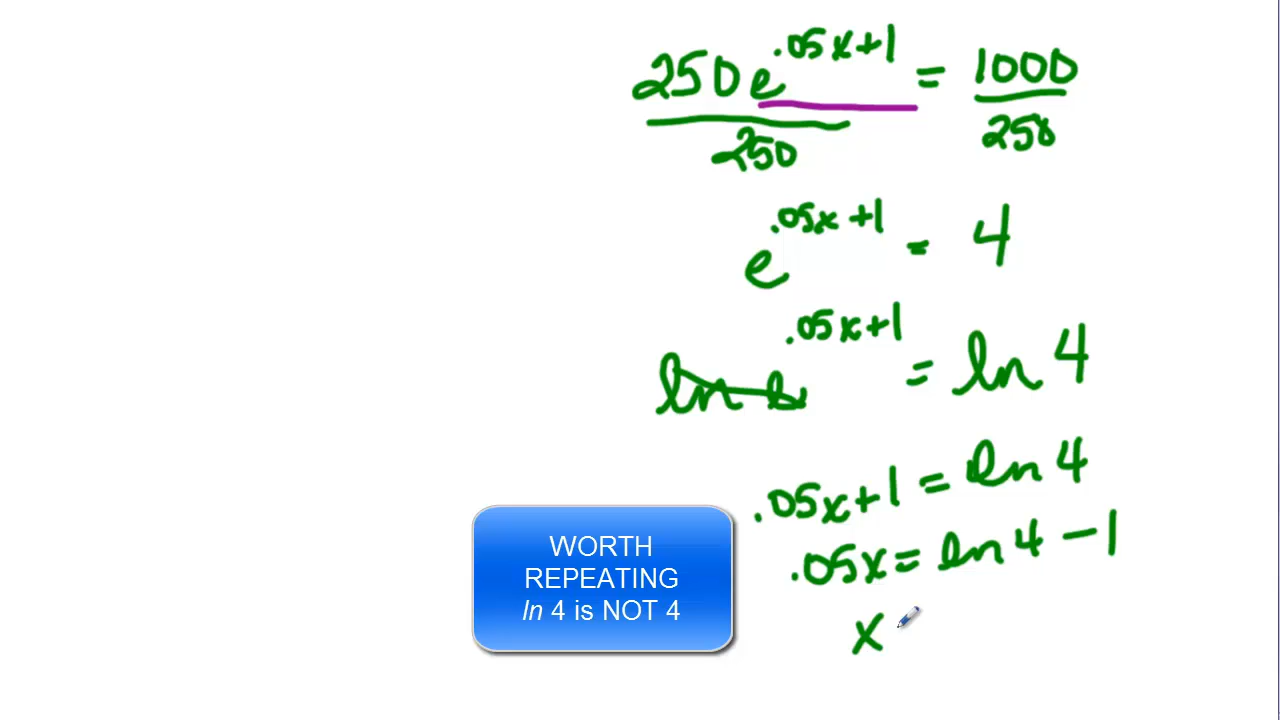 250e^.05x+1 = 1000
250 250
e^.05x+1 = 4
ln e^.05x+1 = ln 4
.05x+1 = ln 4
.05x = ln 4 - 1
x
WORTH
REPEATING
ln 4 is NOT 4